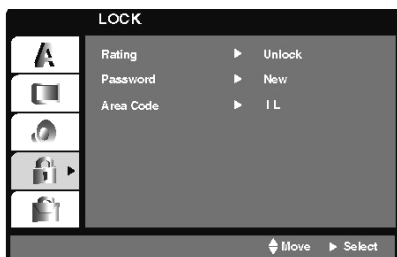 LOCK
Rating ▶ Unlock
Password ▶ New
Area Code ▶ I L
Move ▶ Select